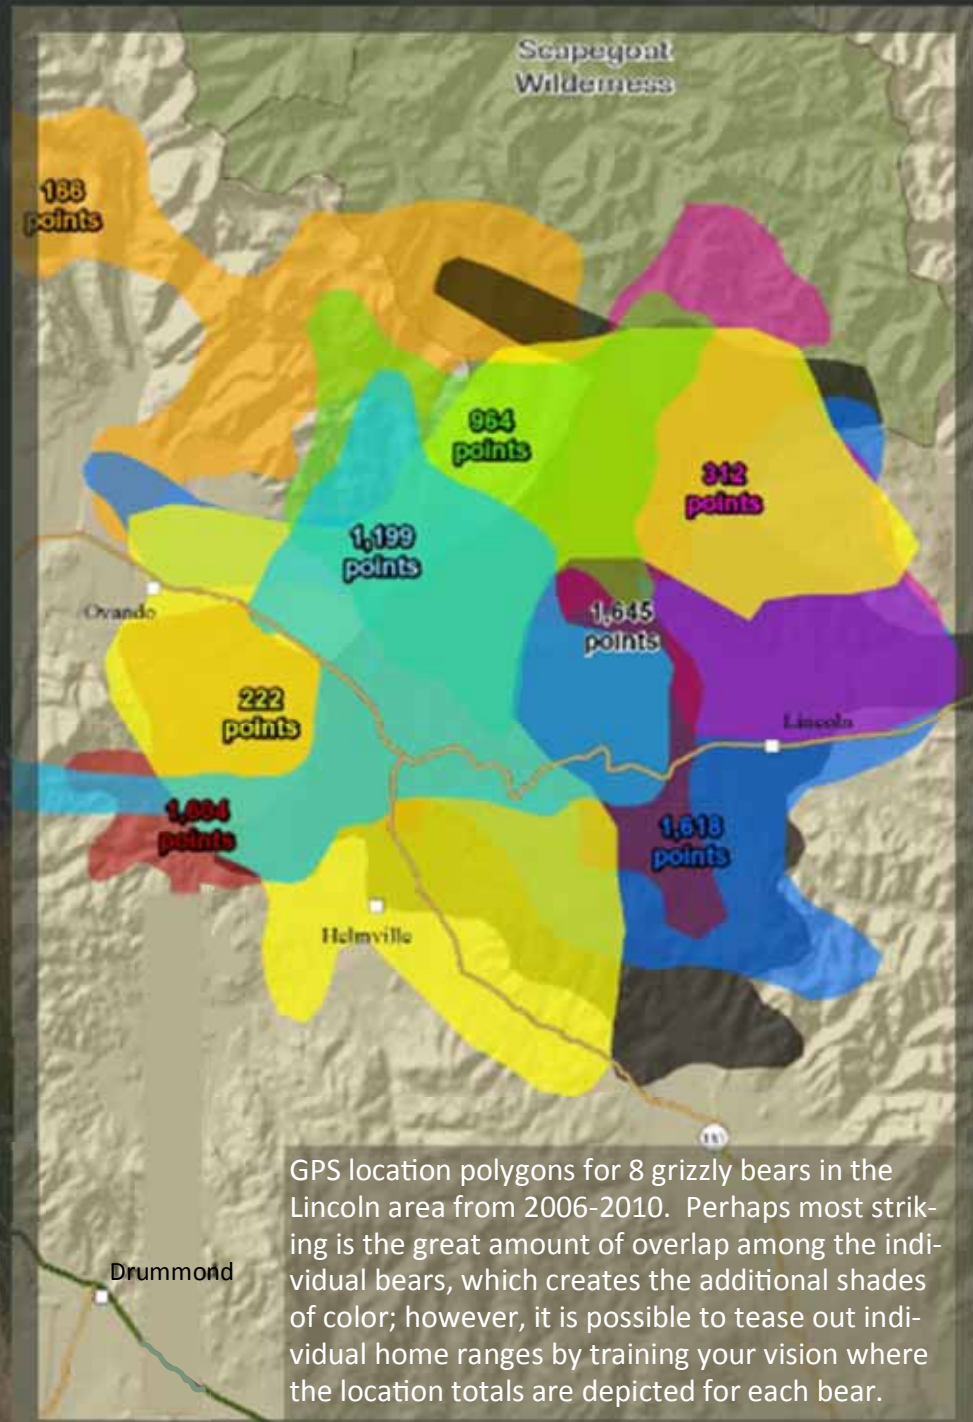 Scapegoat
Wilderness
points
964
points
312
points
1,199
points
Ovando
1,645
points
222
points
Lincoln
points
1,618
points
Helmville
GPS location polygons for 8 grizzly bears in the
Lincoln area from 2006-2010. Perhaps most strik-
ing is the great amount of overlap among the indi-
vidual bears, which creates the additional shades
of color; however, it is possible to tease out indi-
vidual home ranges by training your vision where
the location totals are depicted for each bear.
Drummond